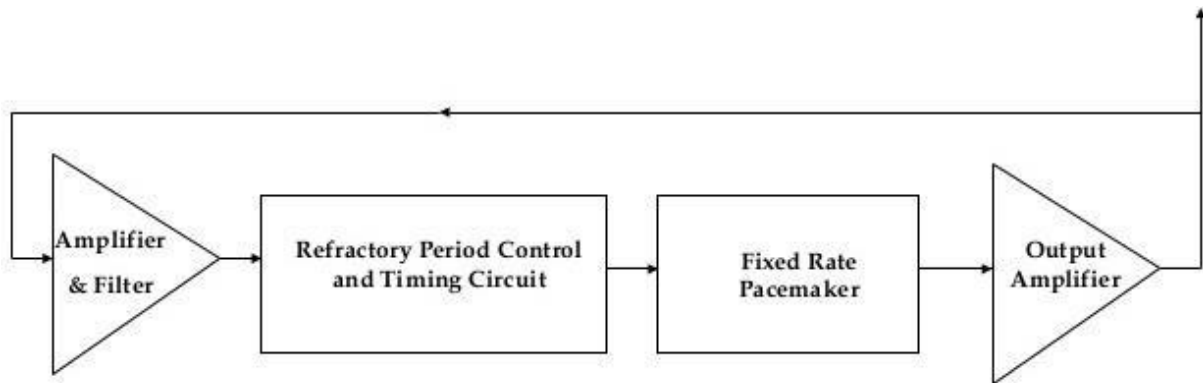 Amplifier
& Filter
Refractory Period Control
and Timing Circuit
Fixed Rate
Pacemaker
Output
Amplifier